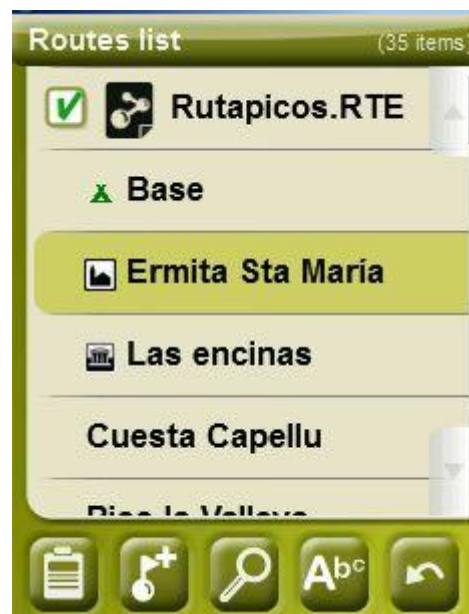 Routes list (35 items)
Rutapicos.RTE
Base
Ermita Sta María
Las encinas
Cuesta Capellu
Abc